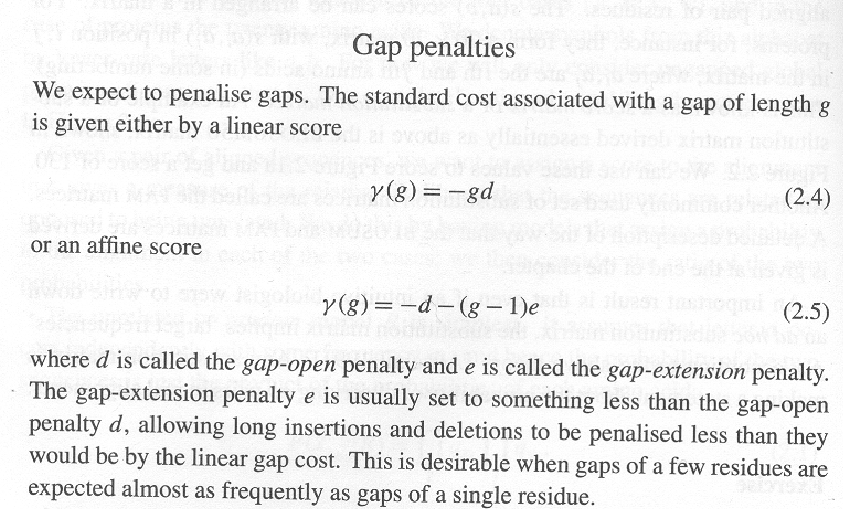 Gap penalties
We expect to penalise gaps. The standard cost associated with a gap of length g
is given either by a linear score
γ(g) = −gd (2.4)
or an affine score
γ(g) = −d − (g − 1)e (2.5)
where d is called the gap-open penalty and e is called the gap-extension penalty.
The gap-extension penalty e is usually set to something less than the gap-open
penalty d, allowing long insertions and deletions to be penalised less than they
would be by the linear gap cost. This is desirable when gaps of a few residues are
expected almost as frequently as gaps of a single residue.